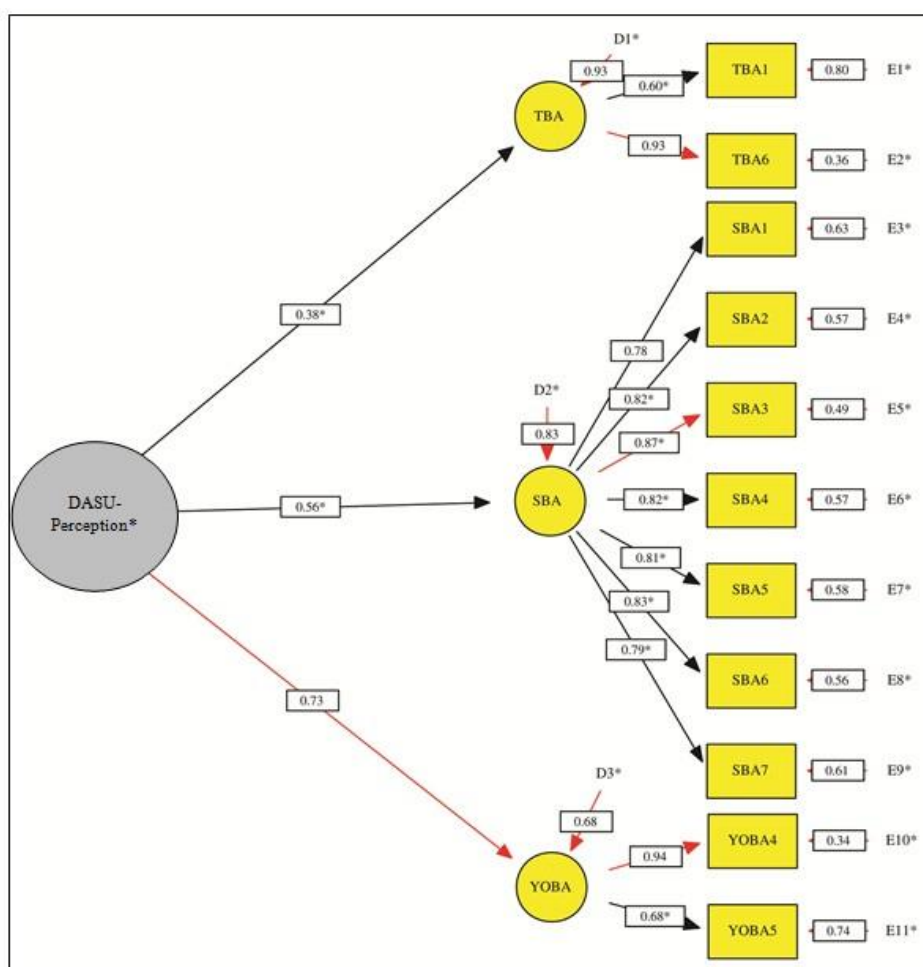 D1*
0.93
TBA
0.60*
TBA1
0.80
E1*
0.93
TBA6
0.36
E2*
SBA1
0.63
E3*
0.38*
SBA2
0.57
E4*
0.78
D2*
0.82*
SBA3
0.49
E5*
0.83
0.87*
DASU-
Perception*
0.56*
SBA
0.82*
SBA4
0.57
E6*
0.81*
SBA5
0.58
E7*
0.83*
0.79*
SBA6
0.56
E8*
0.73
SBA7
0.61
E9*
D3*
0.68
YOBA
0.94
YOBA4
0.34
E10*
0.68*
YOBA5
0.74
E11*